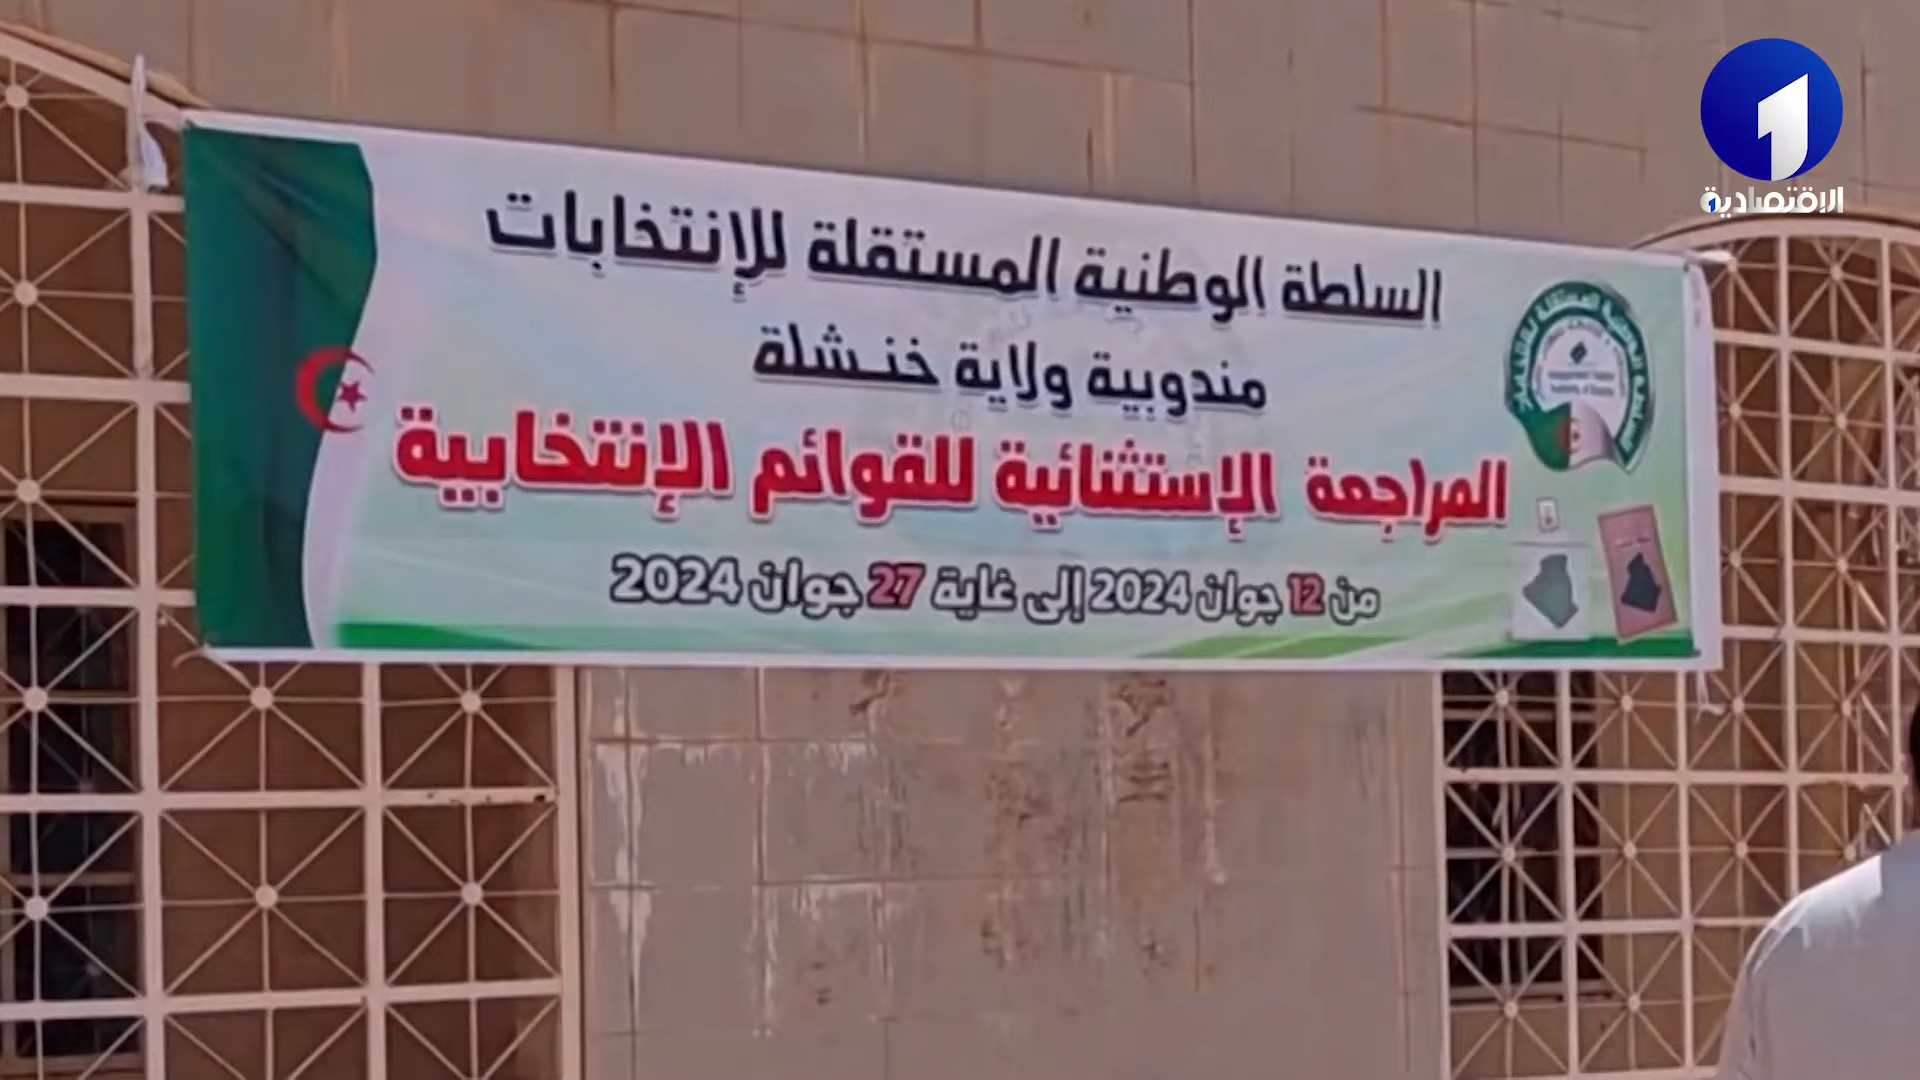 الإقتصادية
السلطة الوطنية المستقلة للإنتخابات
مندوبية ولاية خنشلة
المراجعة الإستثنائية للقوائم الإنتخابية
من 12 جوان 2024 إلى غاية 27 جوان 2024